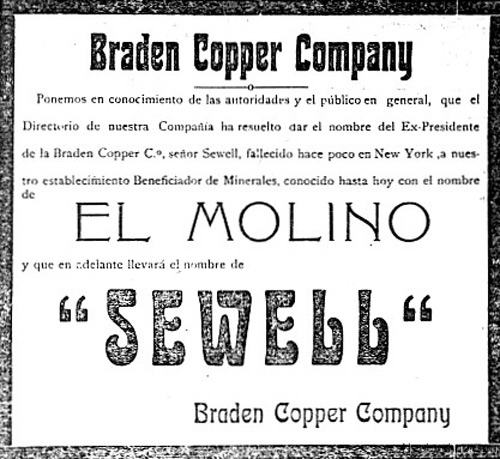 Braden Copper Company
Ponemos en conocimiento de las autoridades y el público en general, que el
Directorio de nuestra Compañía ha resuelto dar el nombre del Ex-Presidente
de la Braden Copper C.º, señor Sewell, fallecido hace poco en New York ,a nues-
tro establecimiento Beneficiador de Minerales, conocido hasta hoy con el nombre
de
EL MOLINO
y que en adelante llevará el nombre de
“SEWELL“
Braden Copper Company